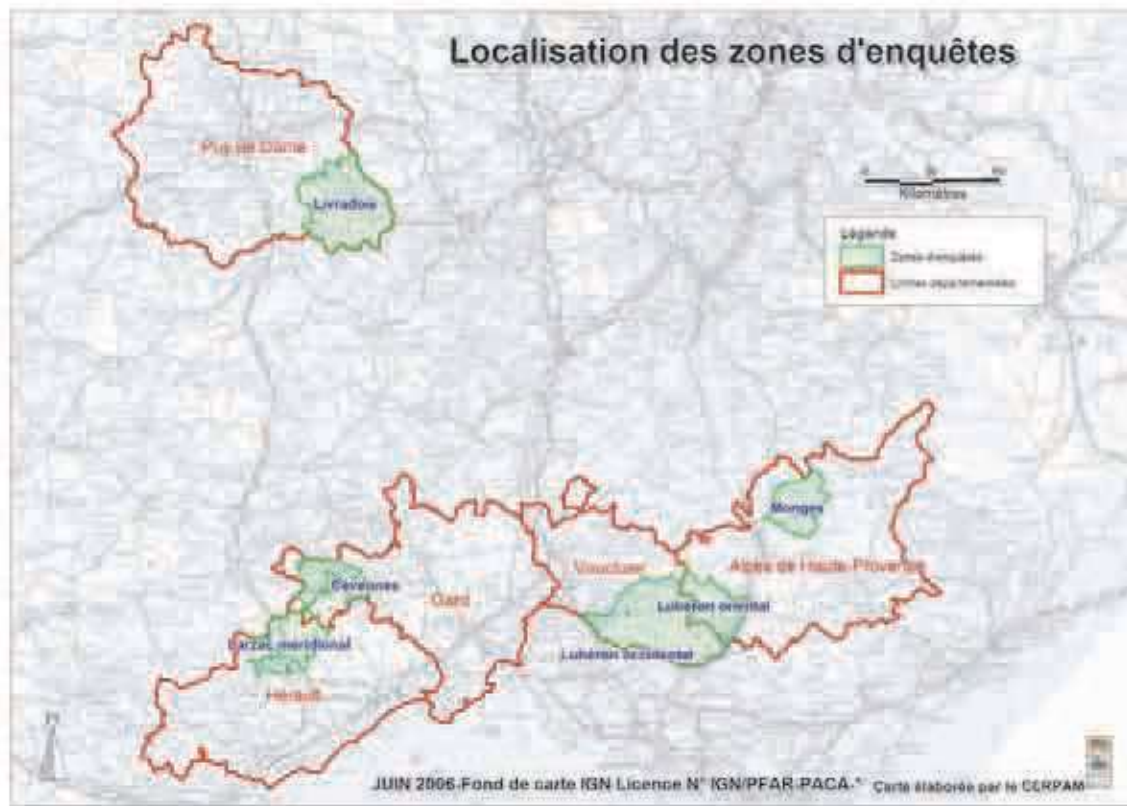 Localisation des zones d'enquêtes
Puy de Dôme
Livradois
Kilomètres
Légende
Zones d'enquêtes
Limites départementales
Monges
Cévennes
Vaucluse
Alpes de Haute-Provence
Gard
Lubéron oriental
Larzac méridional
Lubéron occidental
Hérault
JUIN 2006-Fond de carte IGN Licence N° IGN/PFAR-PACA-° Carte élaborée par le CERPAM